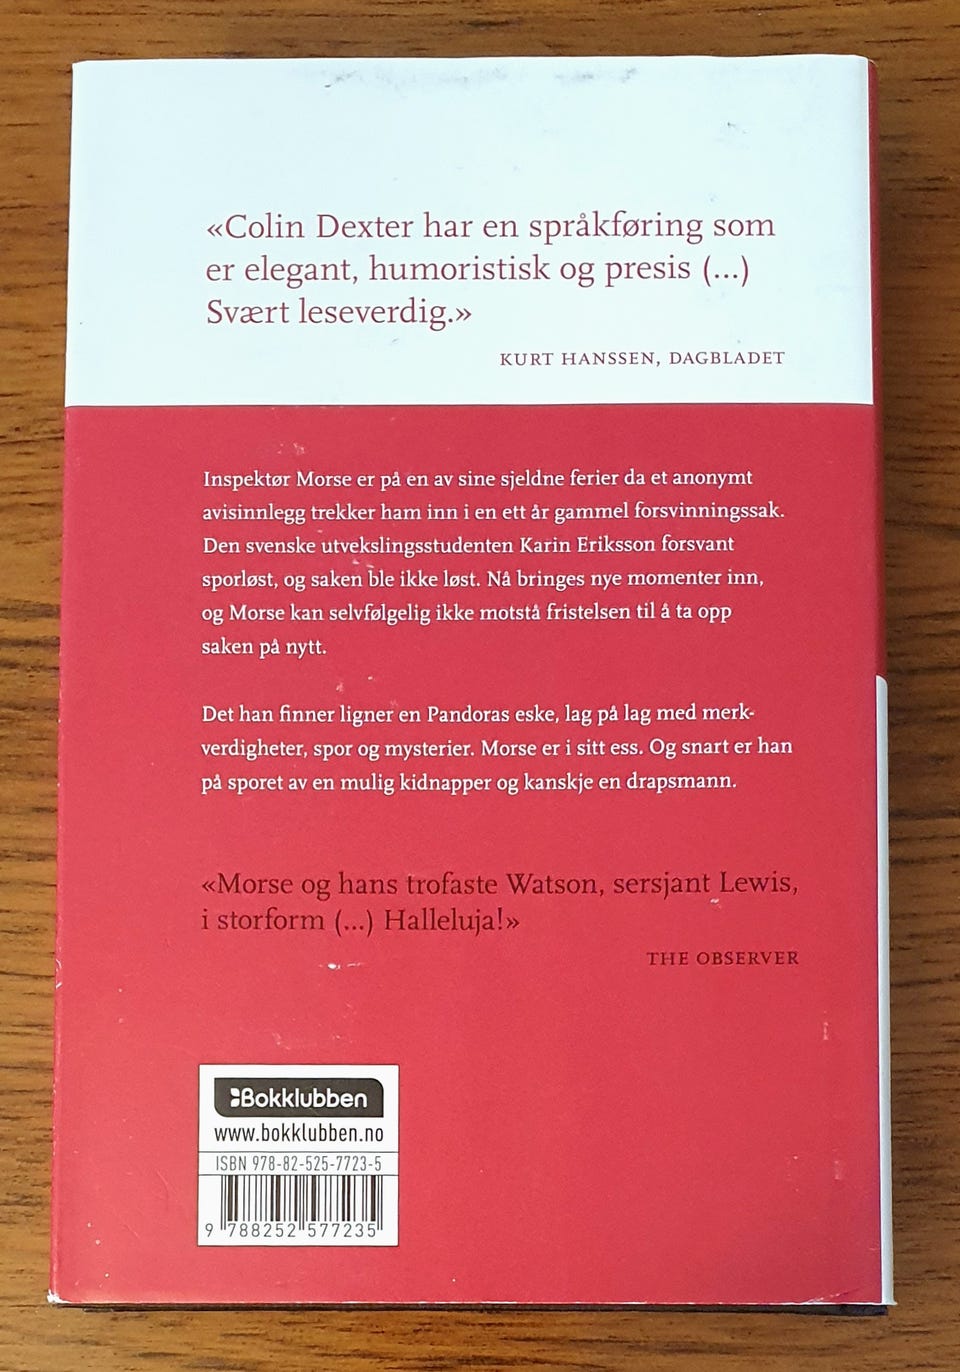 «Colin Dexter har en språkføring som
er elegant, humoristisk og presis (...)
Svært leseverdig.»
KURT HANSSEN, DAGBLADET
Inspektør Morse er på en av sine sjeldne ferier da et anonymt
avisinnlegg trekker ham inn i en ett år gammel forsvinningssak.
Den svenske utvekslingsstudenten Karin Eriksson forsvant
sporløst, og saken ble ikke løst. Nå bringes nye momenter inn,
og Morse kan selvfølgelig ikke motstå fristelsen til å ta opp
saken på nytt.
Det han finner ligner en Pandoras eske, lag på lag med merk-
verdigheter, spor og mysterier. Morse er i sitt ess. Og snart er han
på sporet av en mulig kidnapper og kanskje en drapsmann.
«Morse og hans trofaste Watson, sersjant Lewis,
i storform (...) Halleluja!»
THE OBSERVER
Bokklubben
www.bokklubben.no
ISBN 978-82-525-7723-5
9 788252 577235